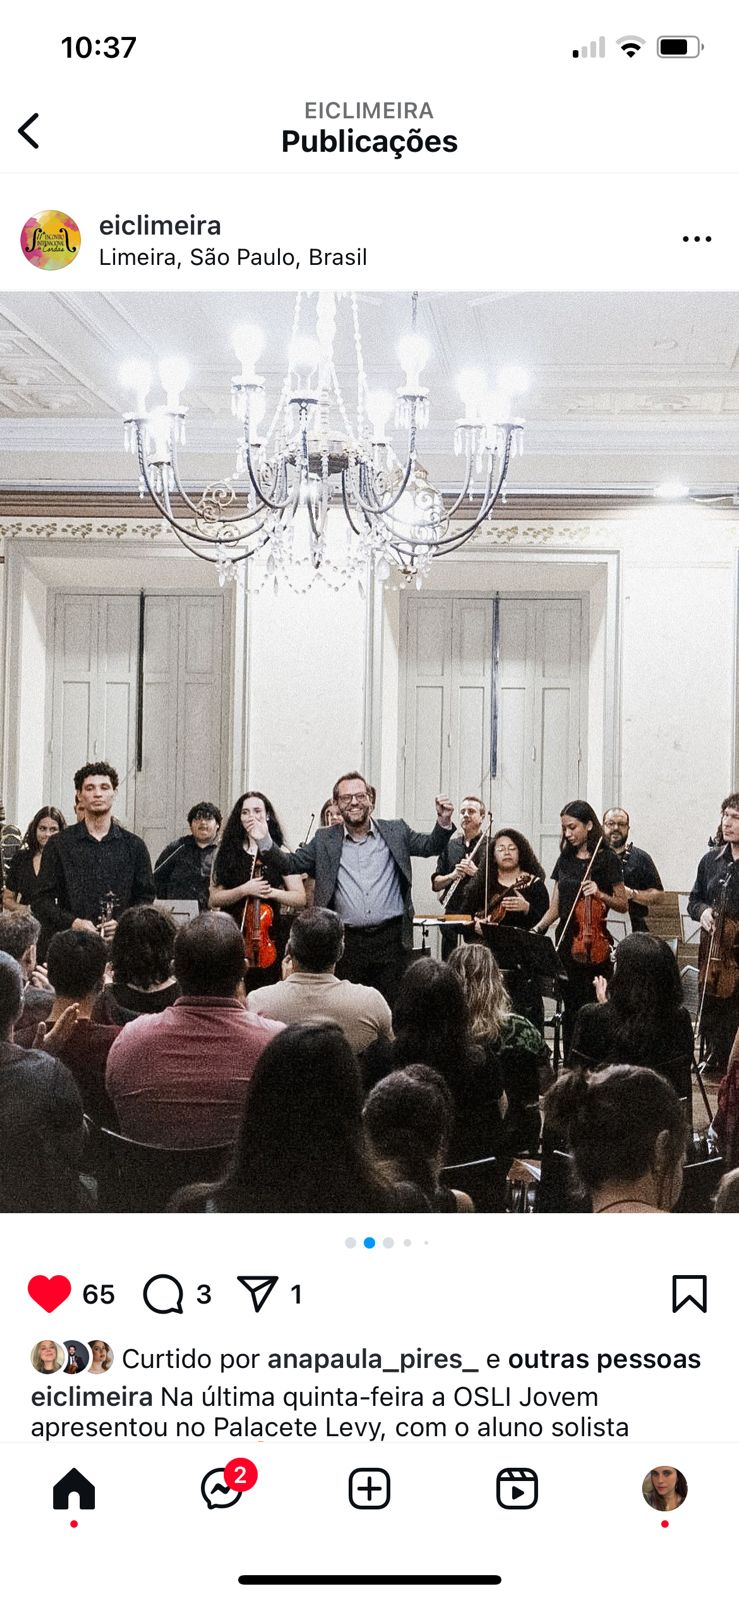 10:37
EICLIMEIRA
Publicações
eiclimeira
Limeira, São Paulo, Brasil
65 3 1
Curtido por anapaula_pires_ e outras pessoas
eiclimeira Na última quinta-feira a OSLI Jovem
apresentou no Palacete Levy, com o aluno solista
2